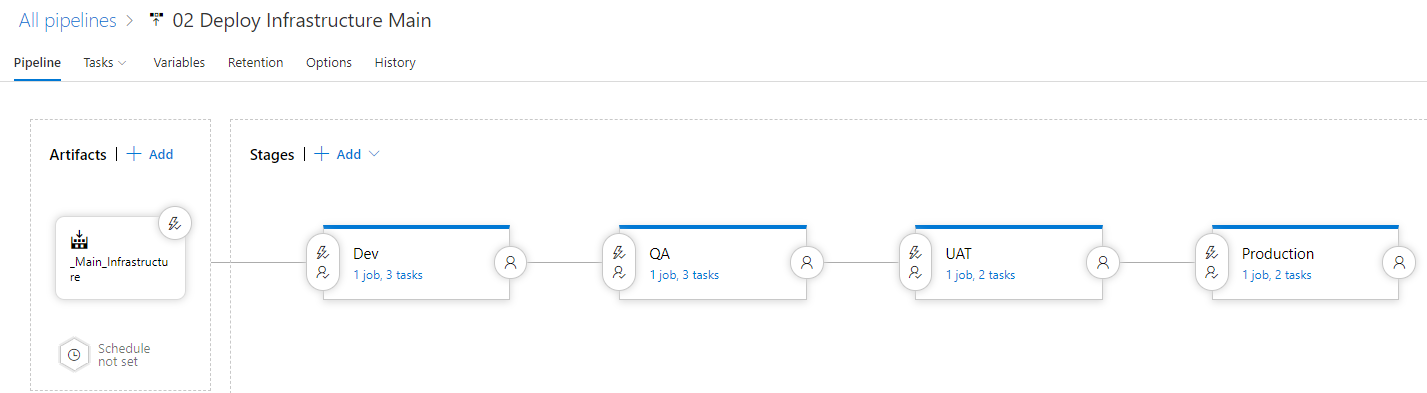 All pipelines > 02 Deploy Infrastructure Main
Pipeline Tasks Variables Retention Options History
Artifacts | + Add
Stages | + Add
_Main_Infrastructu
re
Schedule
not set
Dev
1 job, 3 tasks
QA
1 job, 3 tasks
UAT
1 job, 2 tasks
Production
1 job, 2 tasks